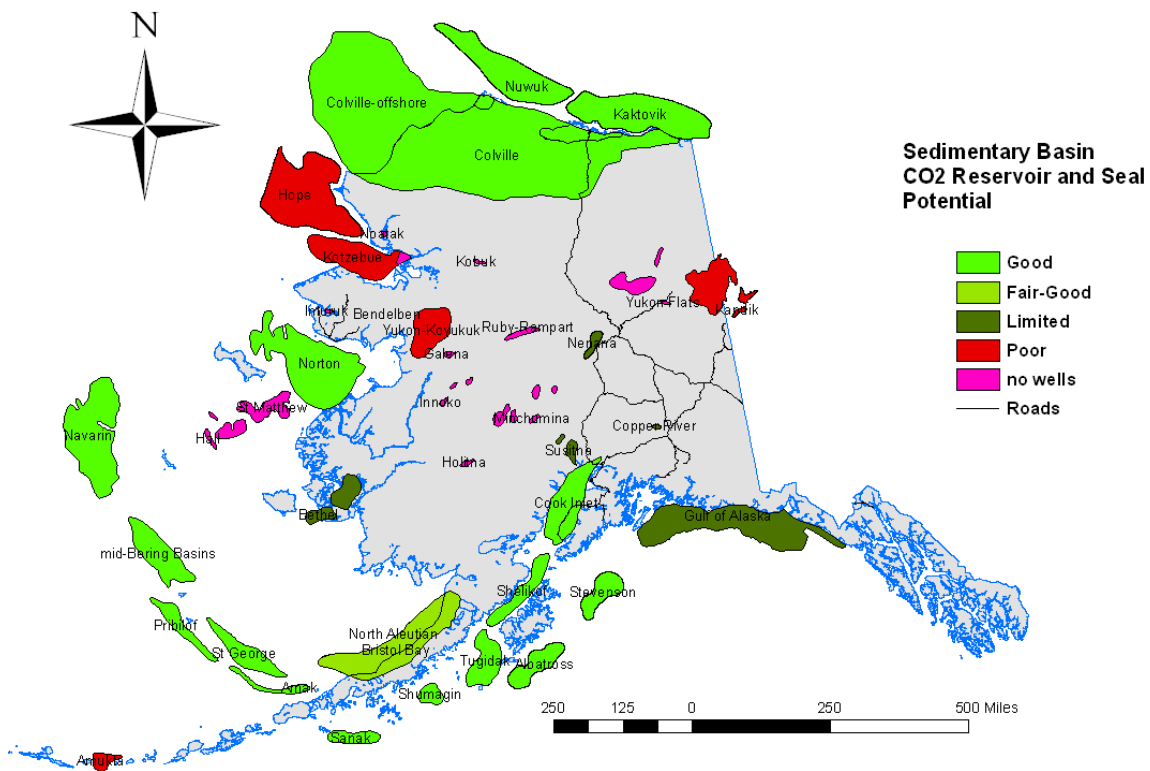 N
Nuwuk
Colville-offshore
Kaktovik
Colville
Sedimentary Basin
CO2 Reservoir and Seal
Potential
Hope
Noatak
Kotzebue
Kobuk
Good
Fair-Good
Limited
Poor
no wells
Roads
Yukon-Flats
Kandik
Imuruk
Bendelben
Yukon-Koyukuk
Ruby-Rampart
Nenana
Galena
Norton
Innoko
St Matthew
Minchumina
Copper River
Navarin
Hall
Susitna
Holitna
Cook Inlet
Bethel
Gulf of Alaska
mid-Bering Basins
Shelikof
Stevenson
Pribilof
North Aleutian
Bristol Bay
St George
Tugidak
Albatross
Amak
Shumagin
250 125 0 250 500 Miles
Sanak
Amukta